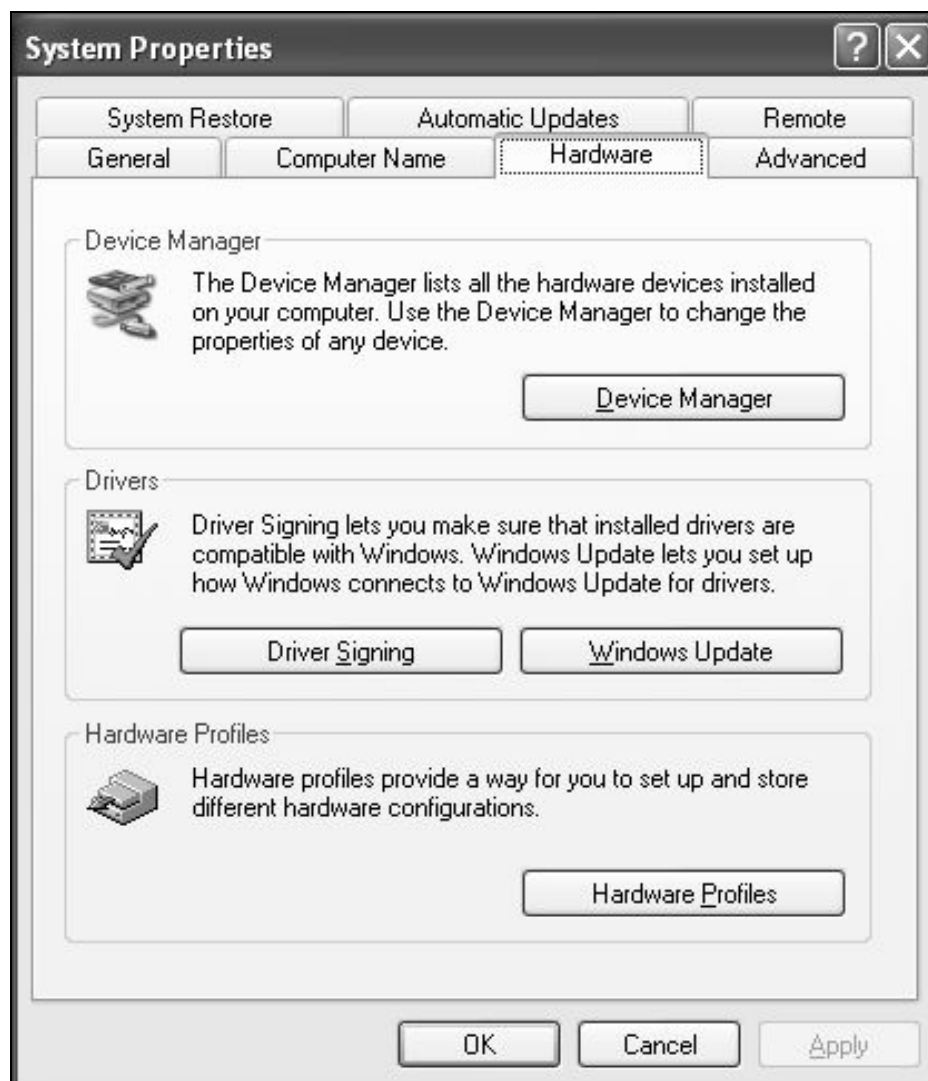 System Properties
System Restore
Automatic Updates
Remote
General
Computer Name
Hardware
Advanced
Device Manager
The Device Manager lists all the hardware devices installed
on your computer. Use the Device Manager to change the
properties of any device.
Device Manager
Drivers
Driver Signing lets you make sure that installed drivers are
compatible with Windows. Windows Update lets you set up
how Windows connects to Windows Update for drivers.
Driver Signing
Windows Update
Hardware Profiles
Hardware profiles provide a way for you to set up and store
different hardware configurations.
Hardware Profiles
OK
Cancel
Apply